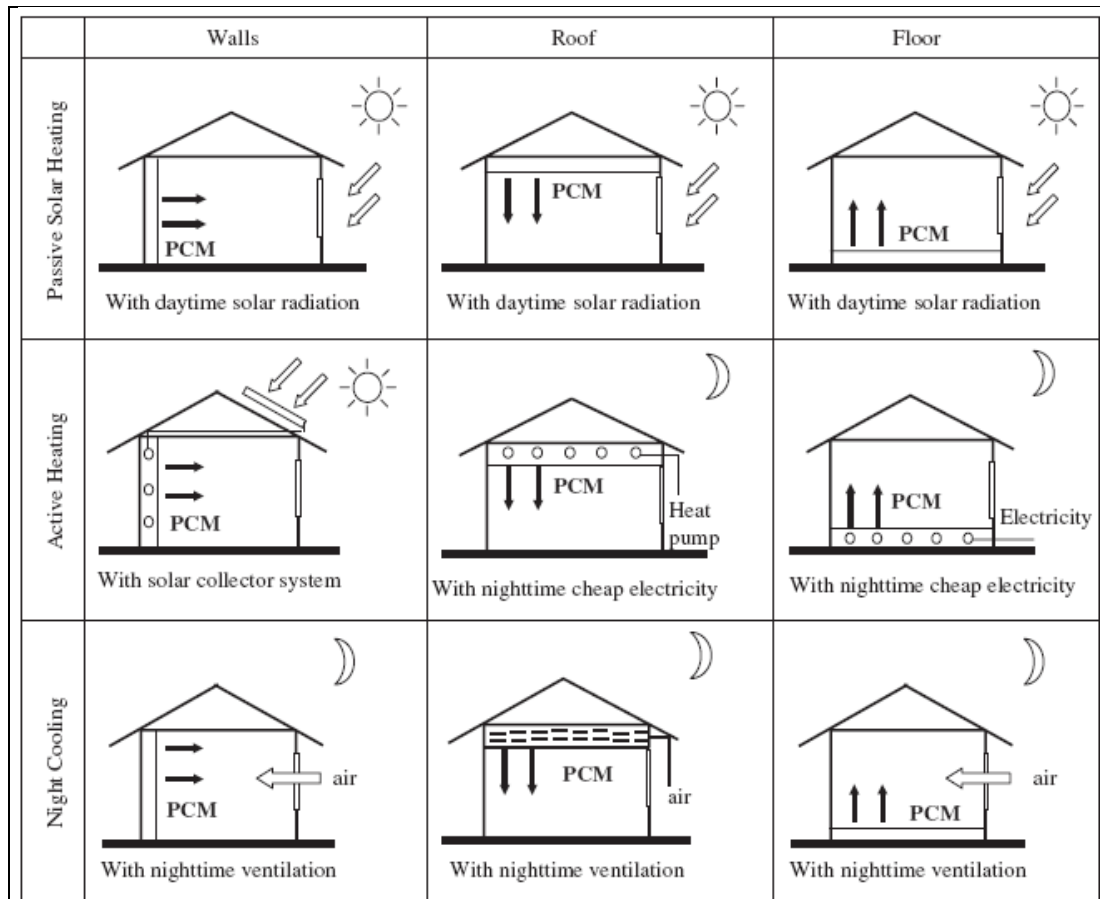 Walls
Roof
Floor
Passive Solar Heating
PCM
With daytime solar radiation
PCM
With daytime solar radiation
PCM
With daytime solar radiation
Active Heating
PCM
With solar collector system
PCM
Heat
pump
With nighttime cheap electricity
PCM
Electricity
With nighttime cheap electricity
Night Cooling
air
PCM
With nighttime ventilation
PCM
air
With nighttime ventilation
air
PCM
With nighttime ventilation